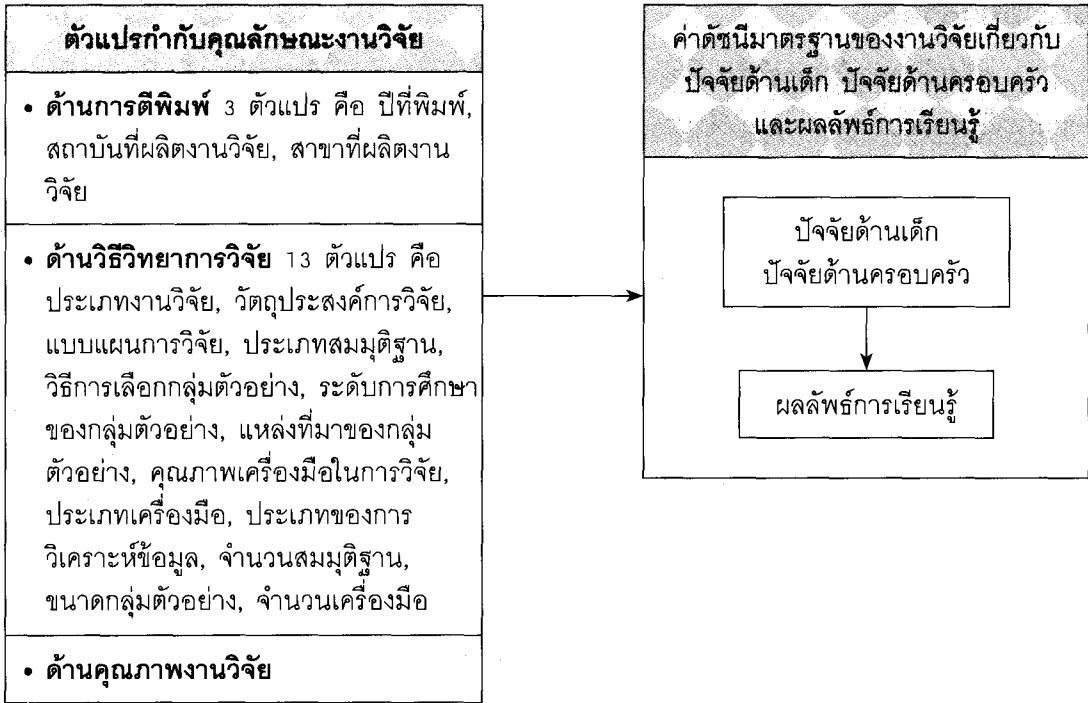 ตัวแปรกำกับคุณลักษณะงานวิจัย
• ด้านการตีพิมพ์ 3 ตัวแปร คือ ปีที่พิมพ์,
สถาบันที่ผลิตงานวิจัย, สาขาที่ผลิตงาน
วิจัย
• ด้านวิธีวิทยาการวิจัย 13 ตัวแปร คือ
ประเภทงานวิจัย, วัตถุประสงค์การวิจัย,
แบบแผนการวิจัย, ประเภทสมมุติฐาน,
วิธีการเลือกกลุ่มตัวอย่าง, ระดับการศึกษา
ของกลุ่มตัวอย่าง, แหล่งที่มาของกลุ่ม
ตัวอย่าง, คุณภาพเครื่องมือในการวิจัย,
ประเภทเครื่องมือ, ประเภทของการ
วิเคราะห์ข้อมูล, จำนวนสมมุติฐาน,
ขนาดกลุ่มตัวอย่าง, จำนวนเครื่องมือ
• ด้านคุณภาพงานวิจัย
ค่าดัชนีมาตรฐานของงานวิจัยเกี่ยวกับ
ปัจจัยด้านเด็ก ปัจจัยด้านครอบครัว
และผลลัพธ์การเรียนรู้
ปัจจัยด้านเด็ก
ปัจจัยด้านครอบครัว
ผลลัพธ์การเรียนรู้